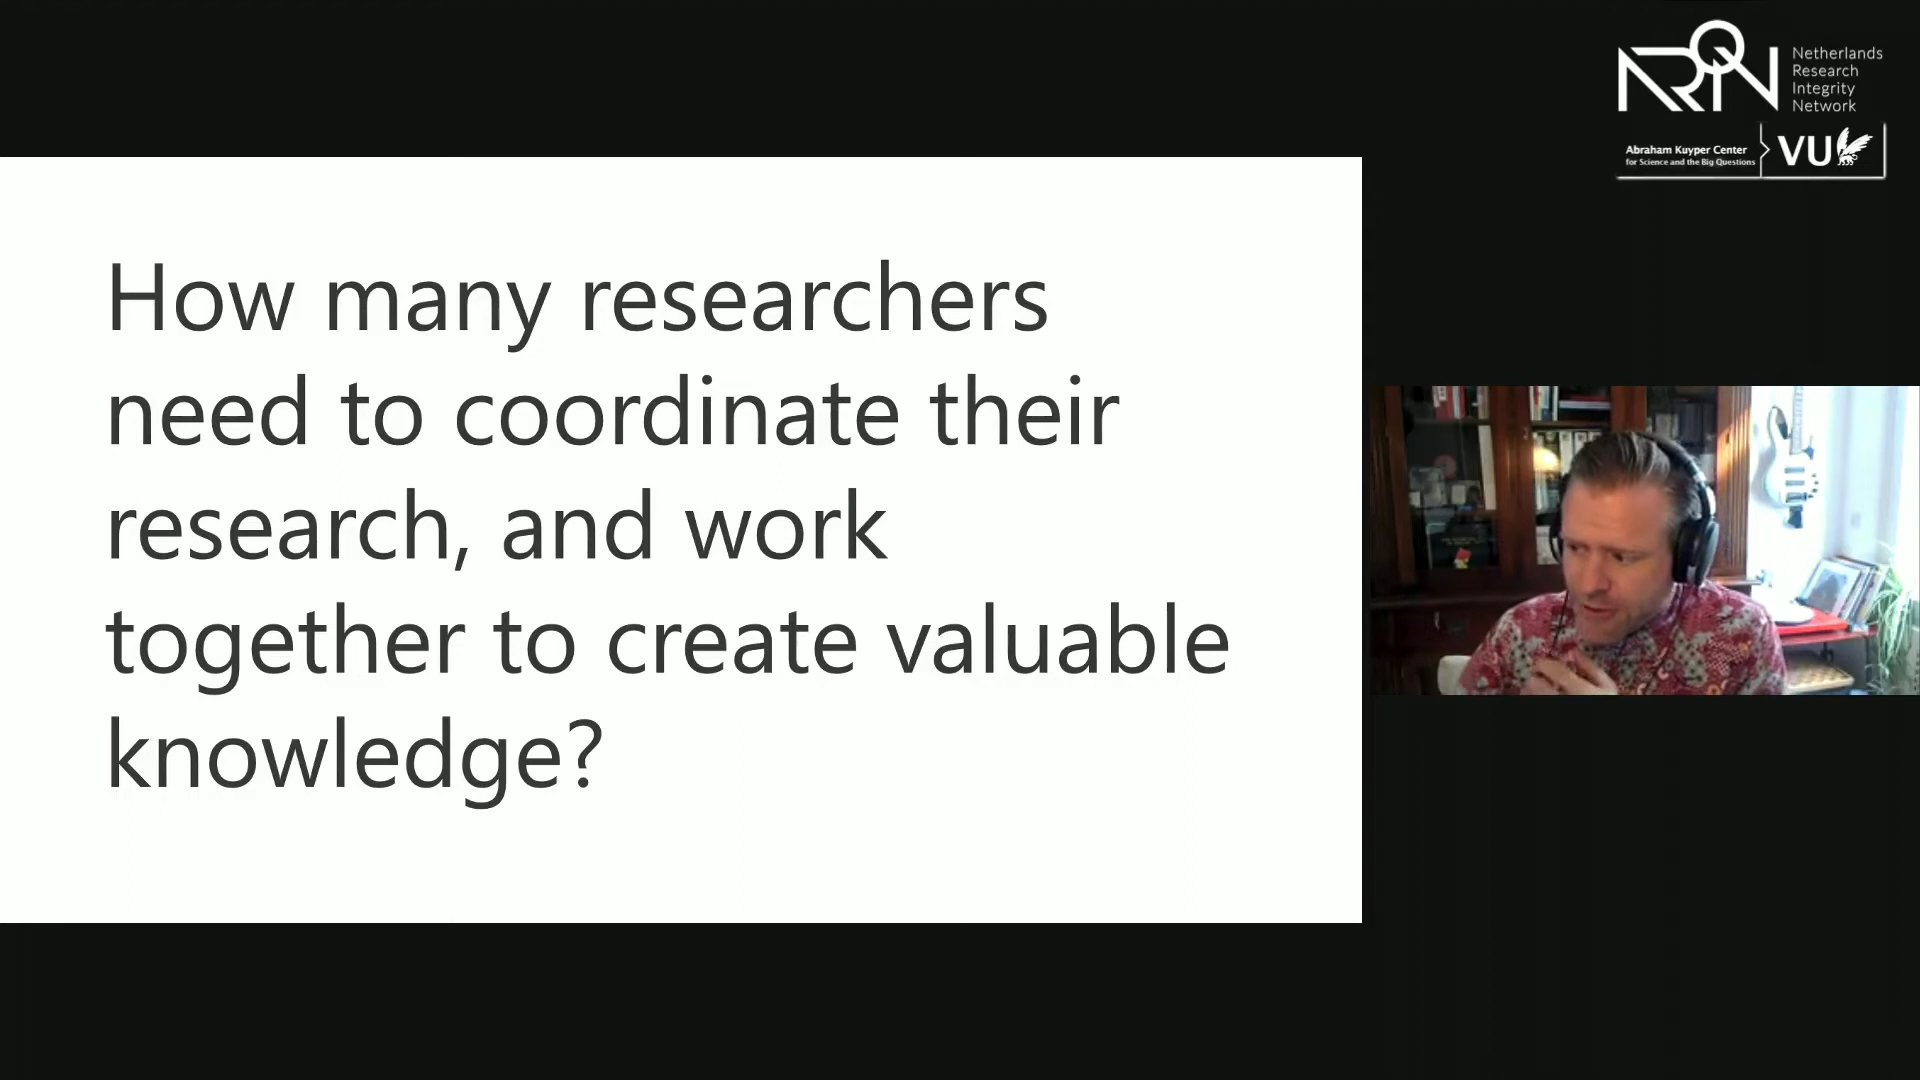 NRIN
Netherlands
Research
Integrity
Network
Abraham Kuyper Center
for Science and the Big Questions
VU
How many researchers
need to coordinate their
research, and work
together to create valuable
knowledge?